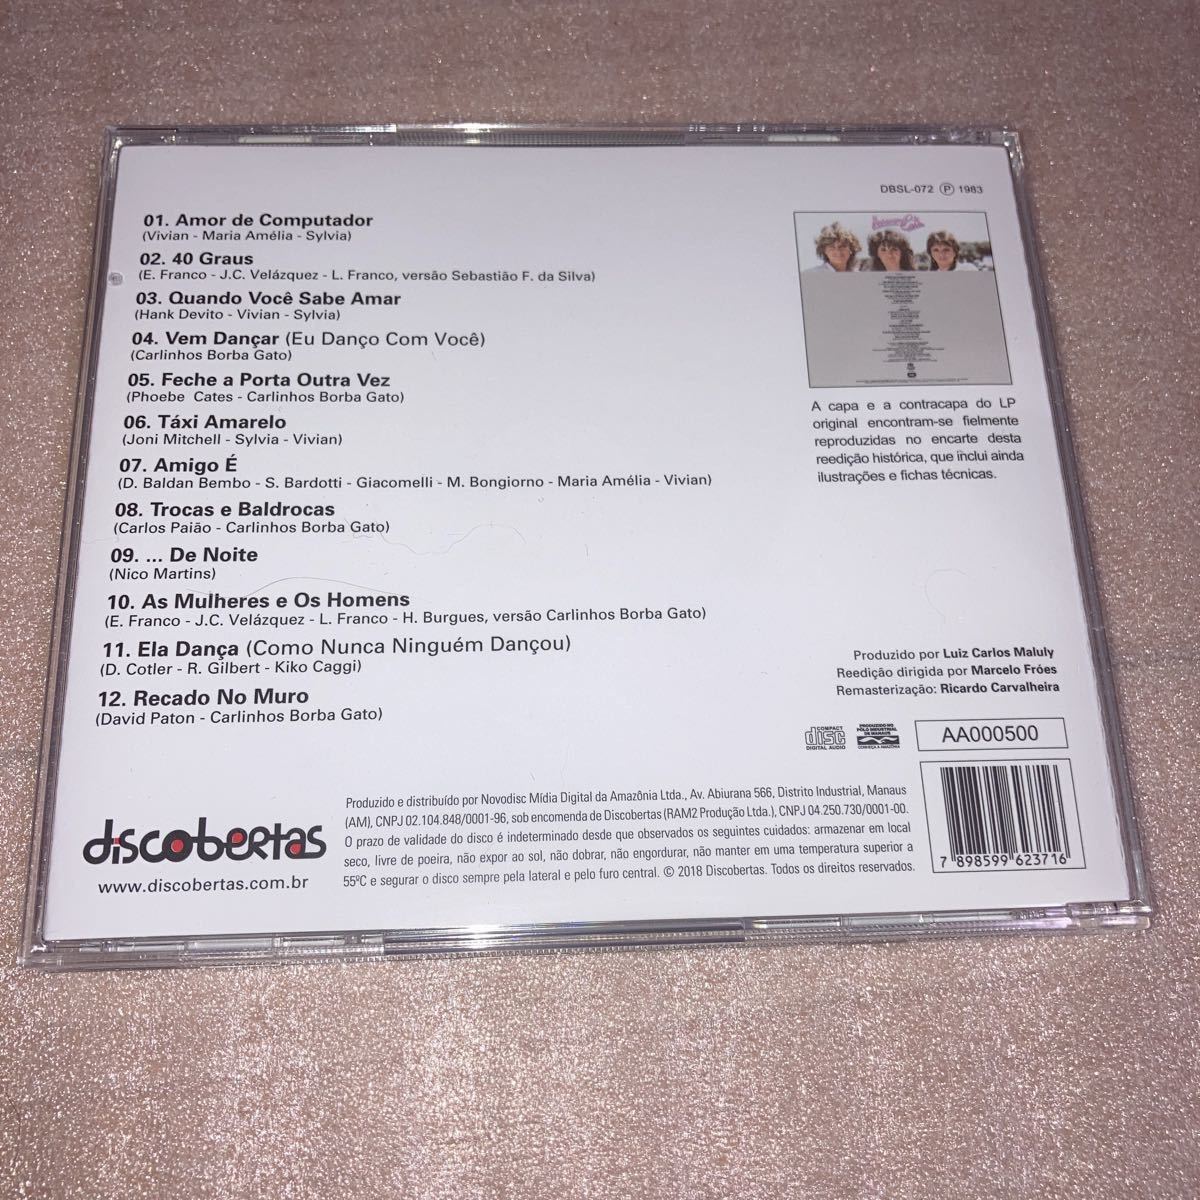 DBSL-072 Ⓟ 1983
01. Amor de Computador
(Vivian - Maria Amélia - Sylvia)
02. 40 Graus
(E. Franco - J.C. Velázquez - L. Franco, versão Sebastião F. da Silva)
03. Quando Você Sabe Amar
(Hank Devito - Vivian - Sylvia)
04. Vem Dançar (Eu Danço Com Você)
(Carlinhos Borba Gato)
05. Feche a Porta Outra Vez
(Phoebe Cates - Carlinhos Borba Gato)
06. Táxi Amarelo
(Joni Mitchell - Sylvia - Vivian)
07. Amigo É
(D. Baldan Bembo - S. Bardotti - Giacomelli - M. Bongiorno - Maria Amélia - Vivian)
08. Trocas e Baldrocas
(Carlos Paião - Carlinhos Borba Gato)
09. ... De Noite
(Nico Martins)
10. As Mulheres e Os Homens
(E. Franco - J.C. Velázquez - L. Franco - H. Burgues, versão Carlinhos Borba Gato)
11. Ela Dança (Como Nunca Ninguém Dançou)
(D. Cotler - R. Gilbert - Kiko Caggi)
12. Recado No Muro
(David Paton - Carlinhos Borba Gato)
A capa e a contracapa do LP
original encontram-se fielmente
reproduzidas no encarte desta
reedição histórica, que inclui ainda
ilustrações e fichas técnicas.
Produzido por Luiz Carlos Maluly
Reedição dirigida por Marcelo Fróes
Remasterização: Ricardo Carvalheira
COMPACT
disc
DIGITAL AUDIO
PRODUZIDO NO
PÓLO INDUSTRIAL
DE MANAUS
CONHEÇA A AMAZÔNIA
AA000500
discobertas
www.discobertas.com.br
Produzido e distribuído por Novodisc Mídia Digital da Amazônia Ltda., Av. Abiurana 566, Distrito Industrial, Manaus
(AM), CNPJ 02.104.848/0001-96, sob encomenda de Discobertas (RAM2 Produção Ltda.), CNPJ 04.250.730/0001-00.
O prazo de validade do disco é indeterminado desde que observados os seguintes cuidados: armazenar em local
seco, livre de poeira, não expor ao sol, não dobrar, não engordurar, não manter em uma temperatura superior a
55ºC e segurar o disco sempre pela lateral e pelo furo central. © 2018 Discobertas. Todos os direitos reservados.
7 898599 623716